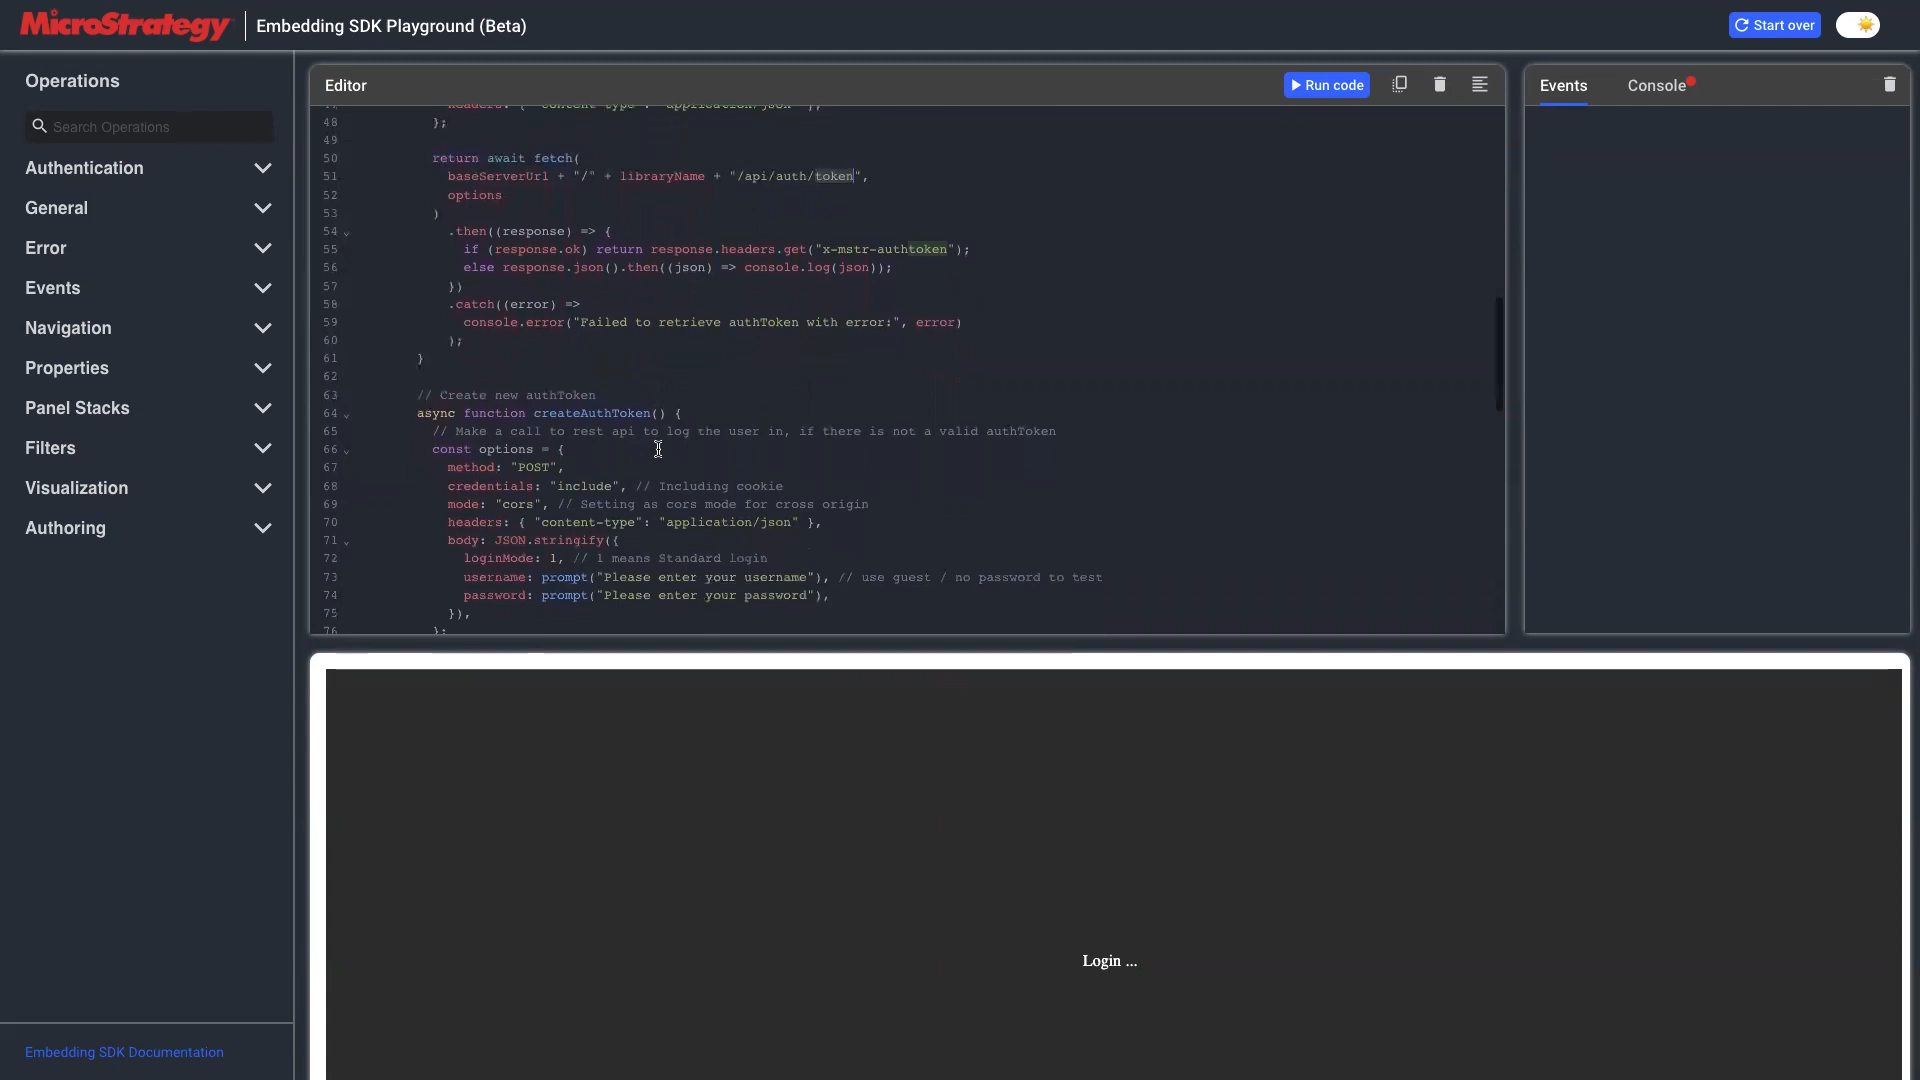 MicroStrategy
Embedding SDK Playground (Beta)
Start over
Operations
Search Operations
Authentication
General
Error
Events
Navigation
Properties
Panel Stacks
Filters
Visualization
Authoring
Embedding SDK Documentation
Editor
Run code
47 headers: { "content-type": "application/json" },
48 };
49
50 return await fetch(
51 baseServerUrl + "/" + libraryName + "/api/auth/token",
52 options
53 )
54 .then((response) => {
55 if (response.ok) return response.headers.get("x-mstr-authtoken");
56 else response.json().then((json) => console.log(json));
57 })
58 .catch((error) =>
59 console.error("Failed to retrieve authToken with error:", error)
60 );
61 }
62
63 // Create new authToken
64 async function createAuthToken() {
65 // Make a call to rest api to log the user in, if there is not a valid authToken
66 const options = {
67 method: "POST",
68 credentials: "include", // Including cookie
69 mode: "cors", // Setting as cors mode for cross origin
70 headers: { "content-type": "application/json" },
71 body: JSON.stringify({
72 loginMode: 1, // 1 means Standard login
73 username: prompt("Please enter your username"), // use guest / no password to test
74 password: prompt("Please enter your password"),
75 }),
76 };
Events
Console
Login ...